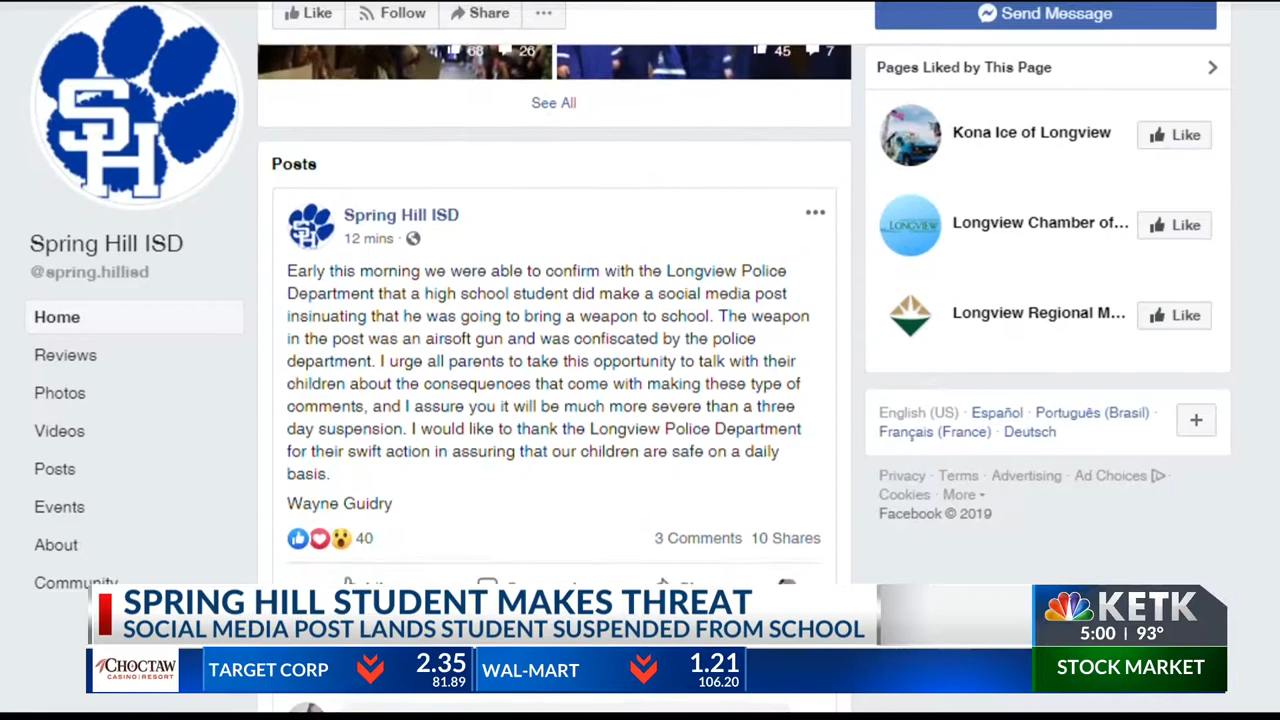 Like
Follow
Share
Send Message
68
26
45
7
See All
SH
Spring Hill ISD
@spring.hillisd
Home
Reviews
Photos
Videos
Posts
Events
About
Community
Posts
SH
Spring Hill ISD
12 mins ·
Early this morning we were able to confirm with the Longview Police
Department that a high school student did make a social media post
insinuating that he was going to bring a weapon to school. The weapon
in the post was an airsoft gun and was confiscated by the police
department. I urge all parents to take this opportunity to talk with their
children about the consequences that come with making these type of
comments, and I assure you it will be much more severe than a three
day suspension. I would like to thank the Longview Police Department
for their swift action in assuring that our children are safe on a daily
basis.
Wayne Guidry
40
3 Comments 10 Shares
Pages Liked by This Page
Kona Ice of Longview
Like
LONGVIEW
Longview Chamber of...
Like
Longview Regional M...
Like
English (US) · Español · Português (Brasil) ·
Français (France) · Deutsch
+
Privacy · Terms · Advertising · Ad Choices ·
Cookies · More
Facebook © 2019
SPRING HILL STUDENT MAKES THREAT
SOCIAL MEDIA POST LANDS STUDENT SUSPENDED FROM SCHOOL
KETK
5:00 | 93°
CHOCTAW
CASINO | RESORT
TARGET CORP
2.35
81.89
WAL-MART
1.21
106.20
STOCK MARKET